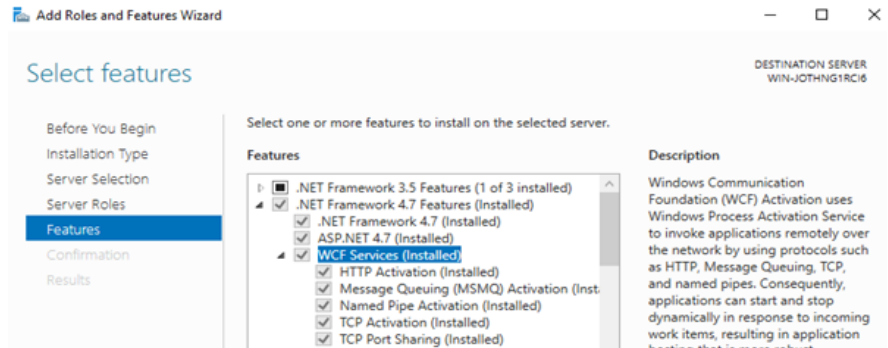 Add Roles and Features Wizard
Select features
DESTINATION SERVER
WIN-JOTHNG1RCI6
Before You Begin
Installation Type
Server Selection
Server Roles
Features
Confirmation
Results
Select one or more features to install on the selected server.
Features
.NET Framework 3.5 Features (1 of 3 installed)
.NET Framework 4.7 Features (Installed)
.NET Framework 4.7 (Installed)
ASP.NET 4.7 (Installed)
WCF Services (Installed)
HTTP Activation (Installed)
Message Queuing (MSMQ) Activation (Inst
Named Pipe Activation (Installed)
TCP Activation (Installed)
TCP Port Sharing (Installed)
Description
Windows Communication
Foundation (WCF) Activation uses
Windows Process Activation Service
to invoke applications remotely over
the network by using protocols such
as HTTP, Message Queuing, TCP,
and named pipes. Consequently,
applications can start and stop
dynamically in response to incoming
work items, resulting in application
hosting that is more robust